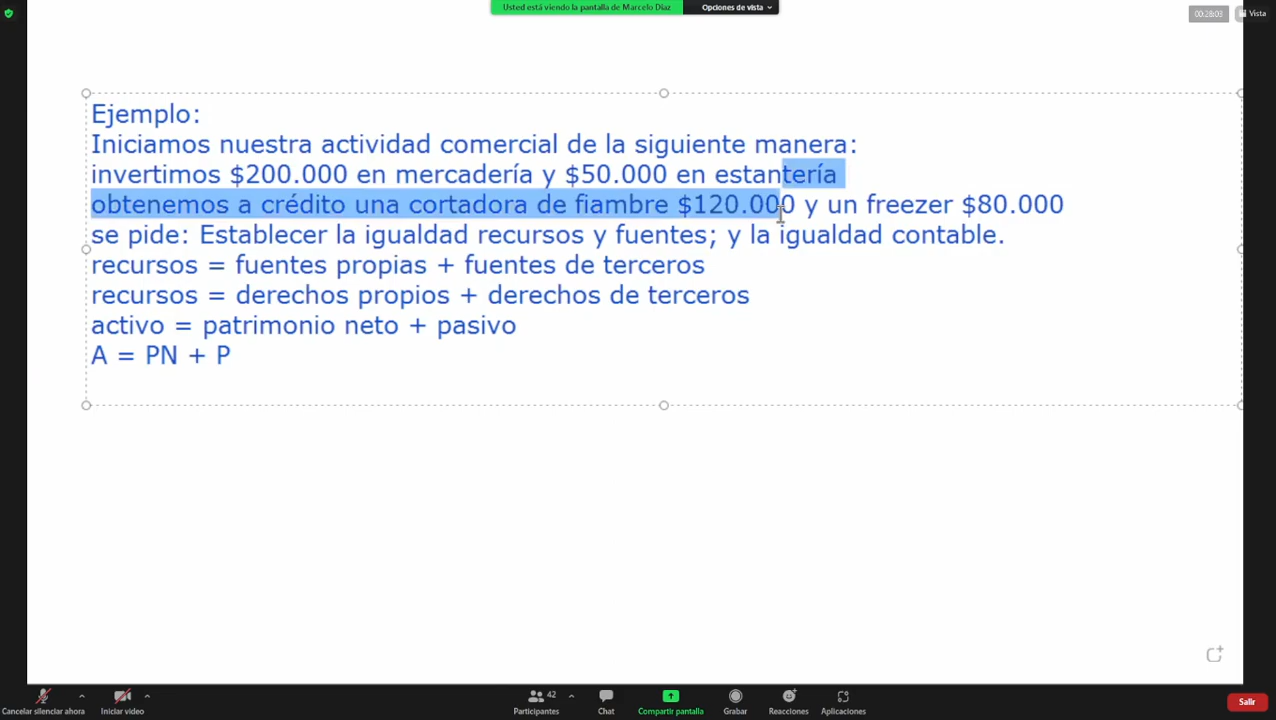 Usted está viendo la pantalla de Marcelo Díaz
Opciones de vista
00:28:03
Vista
Ejemplo:
Iniciamos nuestra actividad comercial de la siguiente manera:
invertimos $200.000 en mercadería y $50.000 en estantería
obtenemos a crédito una cortadora de fiambre $120.000 y un freezer $80.000
se pide: Establecer la igualdad recursos y fuentes; y la igualdad contable.
recursos = fuentes propias + fuentes de terceros
recursos = derechos propios + derechos de terceros
activo = patrimonio neto + pasivo
A = PN + P
Cancelar silenciar ahora
Iniciar video
42
Participantes
Chat
Compartir pantalla
Grabar
Reacciones
Aplicaciones
Salir